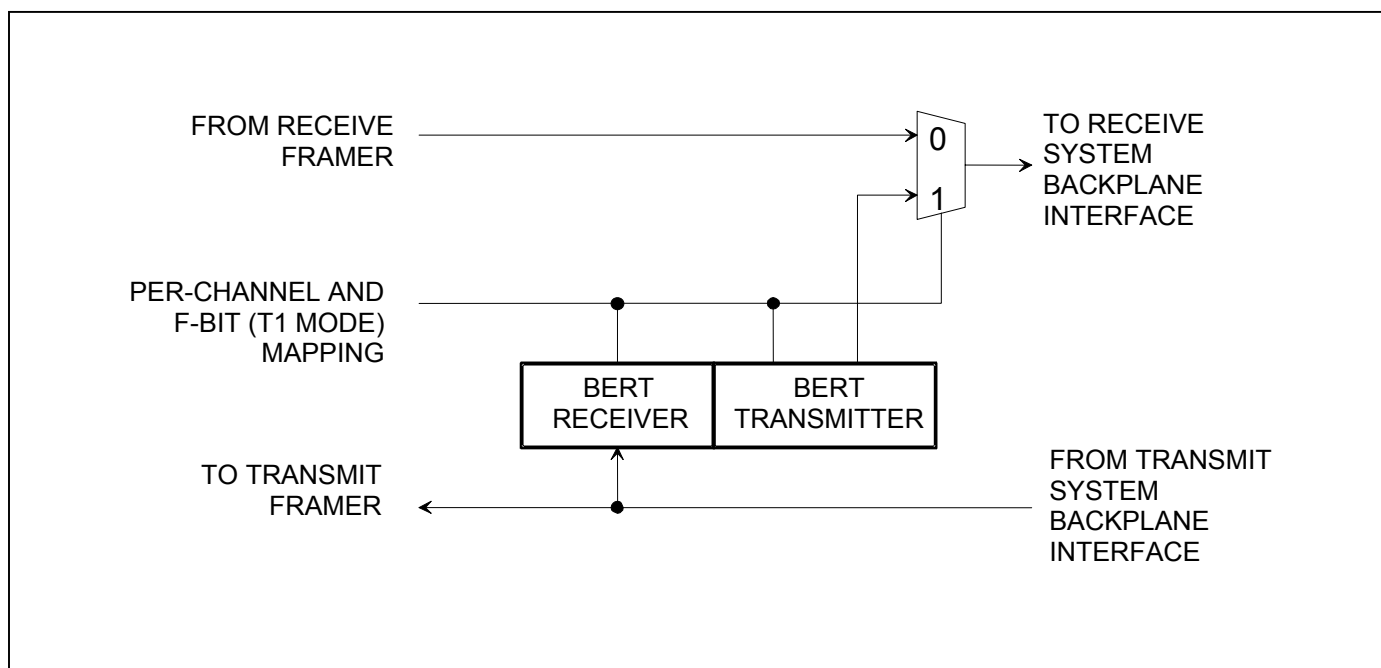 FROM RECEIVE
FRAMER
0
1
TO RECEIVE
SYSTEM
BACKPLANE
INTERFACE
PER-CHANNEL AND
F-BIT (T1 MODE)
MAPPING
BERT
RECEIVER
BERT
TRANSMITTER
TO TRANSMIT
FRAMER
FROM TRANSMIT
SYSTEM
BACKPLANE
INTERFACE